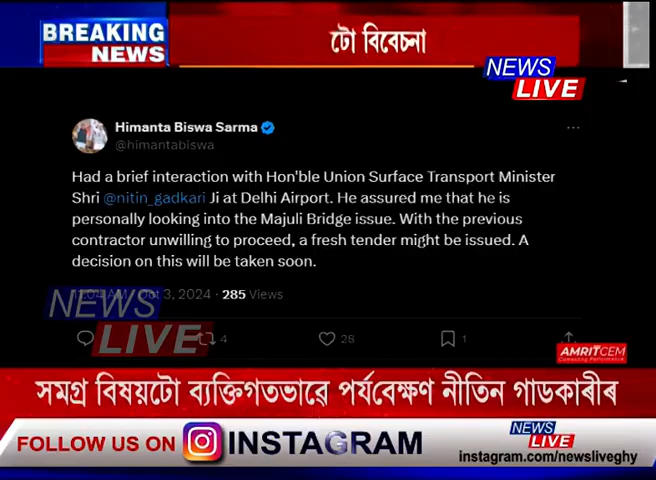 BREAKING
NEWS
টো বিবেচনা
NEWS
LIVE
Himanta Biswa Sarma
@himantabiswa
Had a brief interaction with Hon'ble Union Surface Transport Minister
Shri @nitin_gadkari Ji at Delhi Airport. He assured me that he is
personally looking into the Majuli Bridge issue. With the previous
contractor unwilling to proceed, a fresh tender might be issued. A
decision on this will be taken soon.
11:04 AM · Oct 3, 2024 · 285 Views
NEWS
LIVE
4
28
1
AMRITCEM
সমগ্ৰ বিষয়টো ব্যক্তিগতভাৱে পৰ্যবেক্ষণ নীতিন গাডকাৰীৰ
FOLLOW US ON INSTAGRAM
NEWS
LIVE
instagram.com/newsliveghy